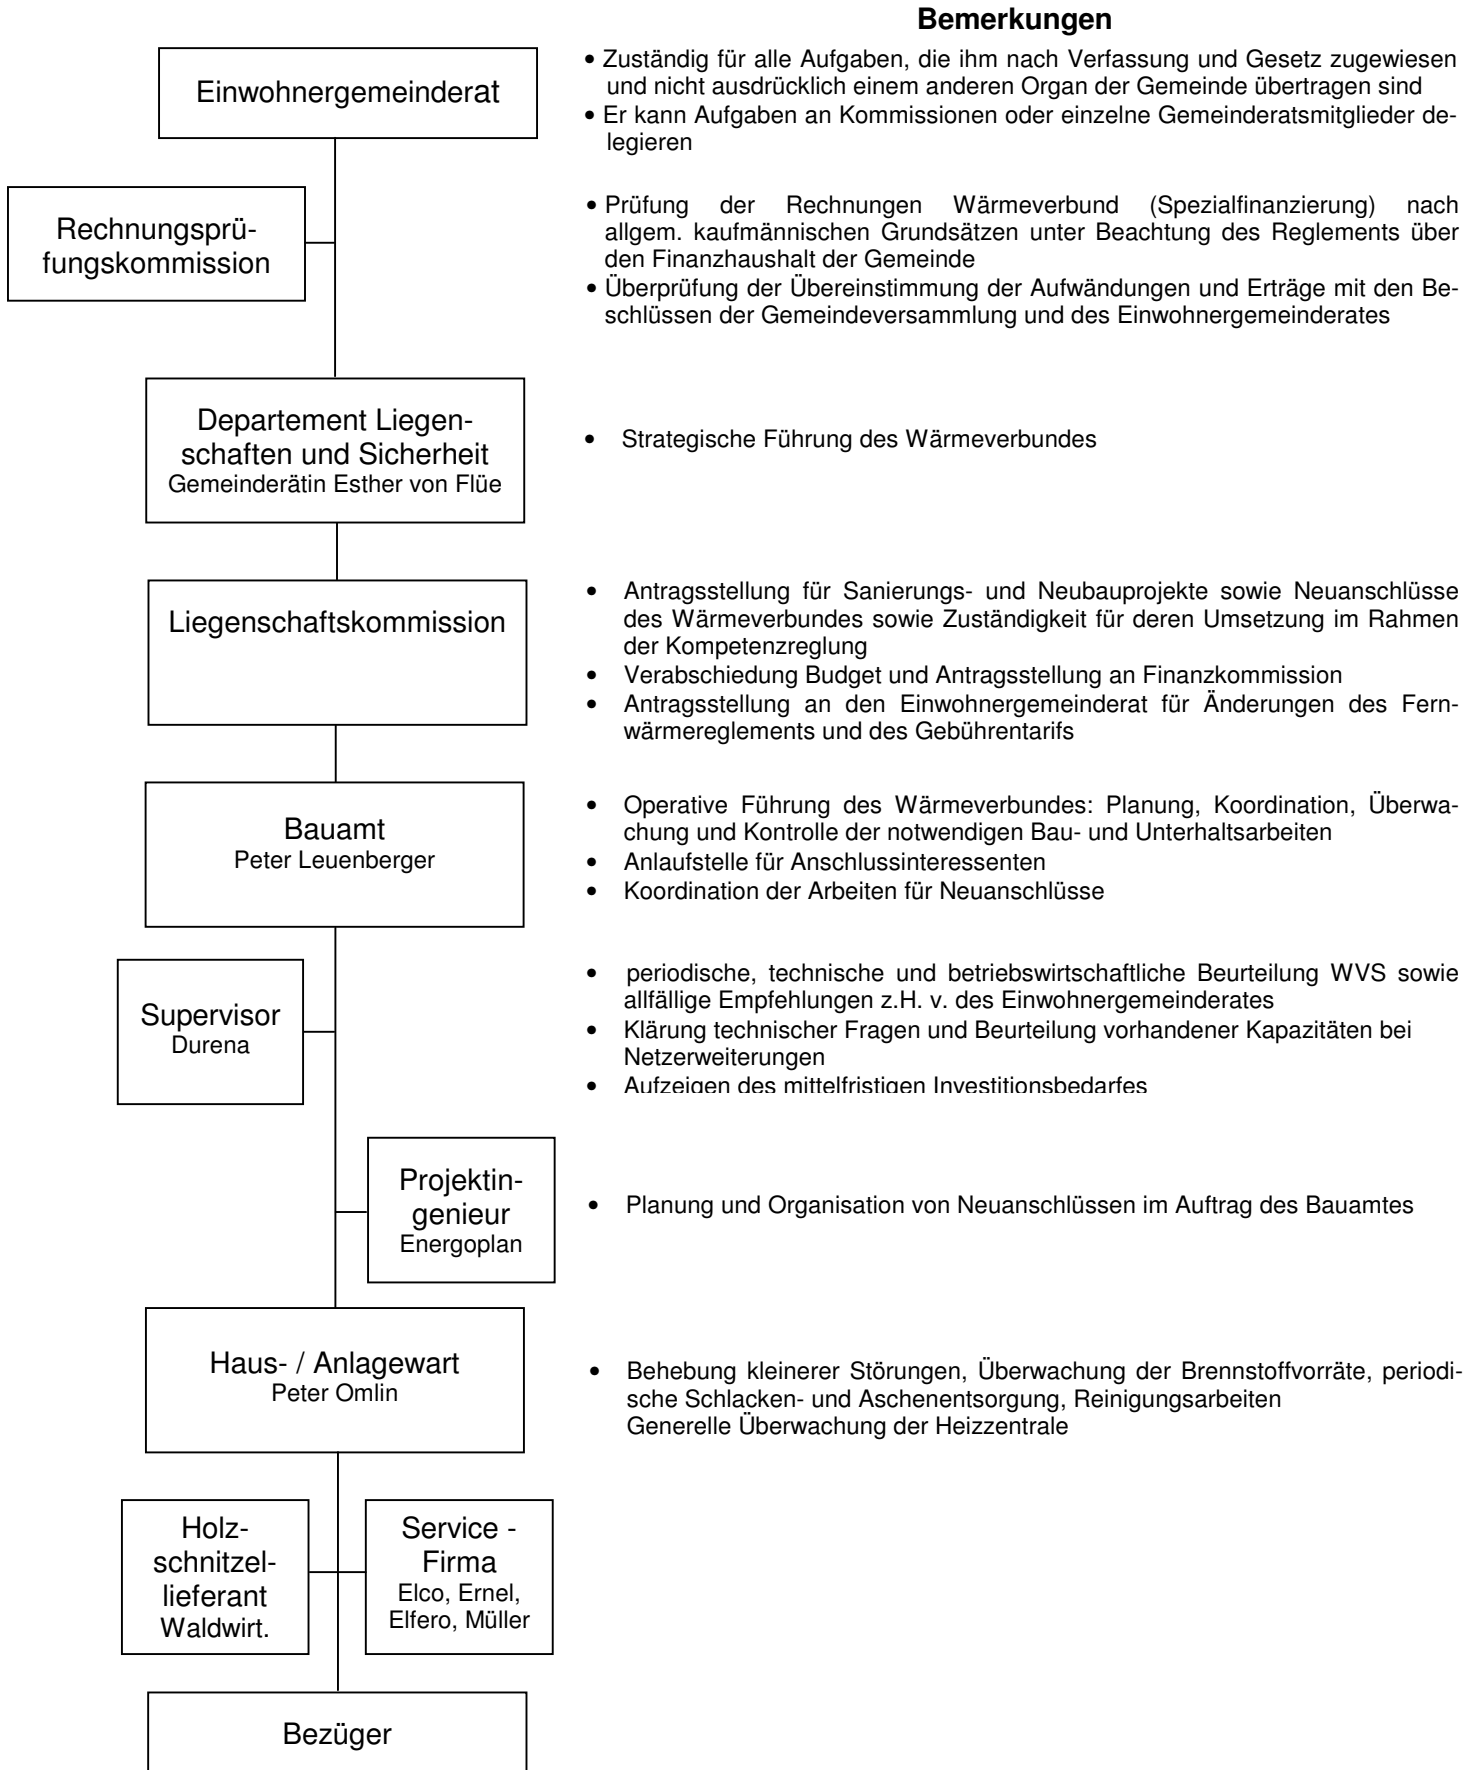 Bemerkungen
Einwohnergemeinderat
• Zuständig für alle Aufgaben, die ihm nach Verfassung und Gesetz zugewiesen
und nicht ausdrücklich einem anderen Organ der Gemeinde übertragen sind
• Er kann Aufgaben an Kommissionen oder einzelne Gemeinderatsmitglieder de-
legieren
Rechnungsprü-
fungskommission
• Prüfung der Rechnungen Wärmeverbund (Spezialfinanzierung) nach
allgem. kaufmännischen Grundsätzen unter Beachtung des Reglements über
den Finanzhaushalt der Gemeinde
• Überprüfung der Übereinstimmung der Aufwändungen und Erträge mit den Be-
schlüssen der Gemeindeversammlung und des Einwohnergemeinderates
Departement Liegen-
schaften und Sicherheit
Gemeinderätin Esther von Flüe
• Strategische Führung des Wärmeverbundes
Liegenschaftskommission
• Antragsstellung für Sanierungs- und Neubauprojekte sowie Neuanschlüsse
des Wärmeverbundes sowie Zuständigkeit für deren Umsetzung im Rahmen
der Kompetenzreglung
• Verabschiedung Budget und Antragsstellung an Finanzkommission
• Antragsstellung an den Einwohnergemeinderat für Änderungen des Fern-
wärmereglements und des Gebührentarifs
Bauamt
Peter Leuenberger
• Operative Führung des Wärmeverbundes: Planung, Koordination, Überwa-
chung und Kontrolle der notwendigen Bau- und Unterhaltsarbeiten
• Anlaufstelle für Anschlussinteressenten
• Koordination der Arbeiten für Neuanschlüsse
Supervisor
Durena
• periodische, technische und betriebswirtschaftliche Beurteilung WVS sowie
allfällige Empfehlungen z.H. v. des Einwohnergemeinderates
• Klärung technischer Fragen und Beurteilung vorhandener Kapazitäten bei
Netzerweiterungen
• Aufzeigen des mittelfristigen Investitionsbedarfes
Projektin-
genieur
Energoplan
• Planung und Organisation von Neuanschlüssen im Auftrag des Bauamtes
Haus- / Anlagewart
Peter Omlin
• Behebung kleinerer Störungen, Überwachung der Brennstoffvorräte, periodi-
sche Schlacken- und Aschenentsorgung, Reinigungsarbeiten
Generelle Überwachung der Heizzentrale
Holz-
schnitzel-
lieferant
Waldwirt.
Service -
Firma
Elco, Ernel,
Elfero, Müller
Bezüger